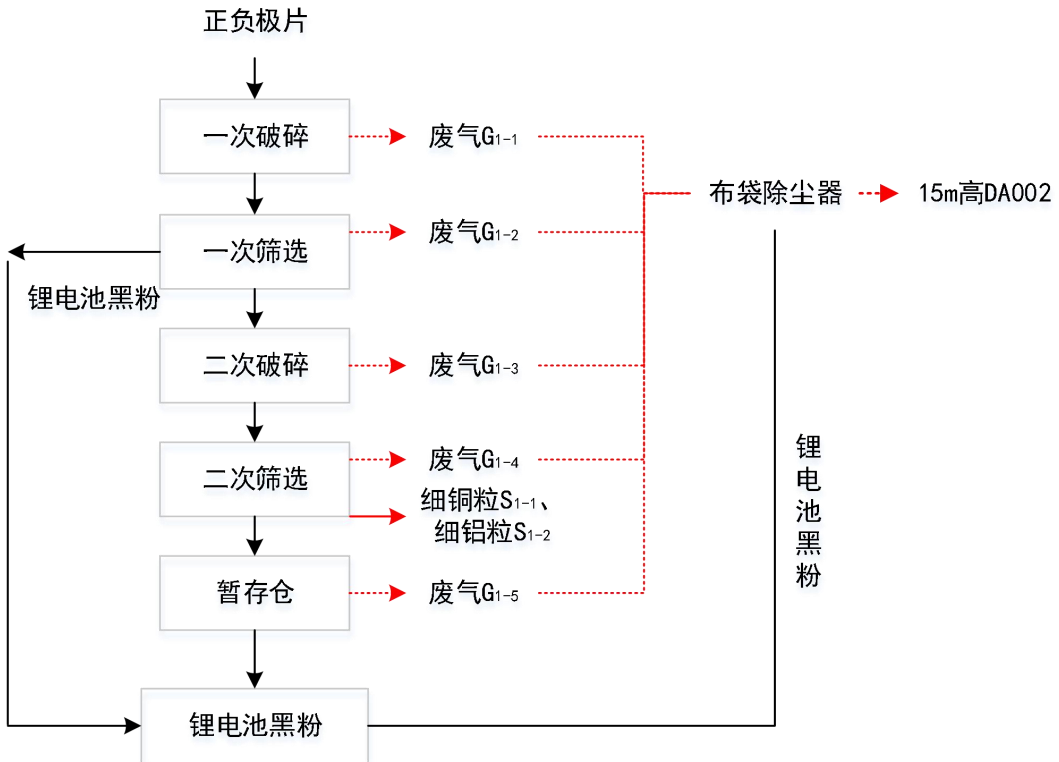 正负极片
一次破碎
废气G1-1
布袋除尘器
15m高DA002
一次筛选
废气G1-2
锂电池黑粉
二次破碎
废气G1-3
二次筛选
废气G1-4
细铜粒S1-1、
细铝粒S1-2
锂电池黑粉
暂存仓
废气G1-5
锂电池黑粉